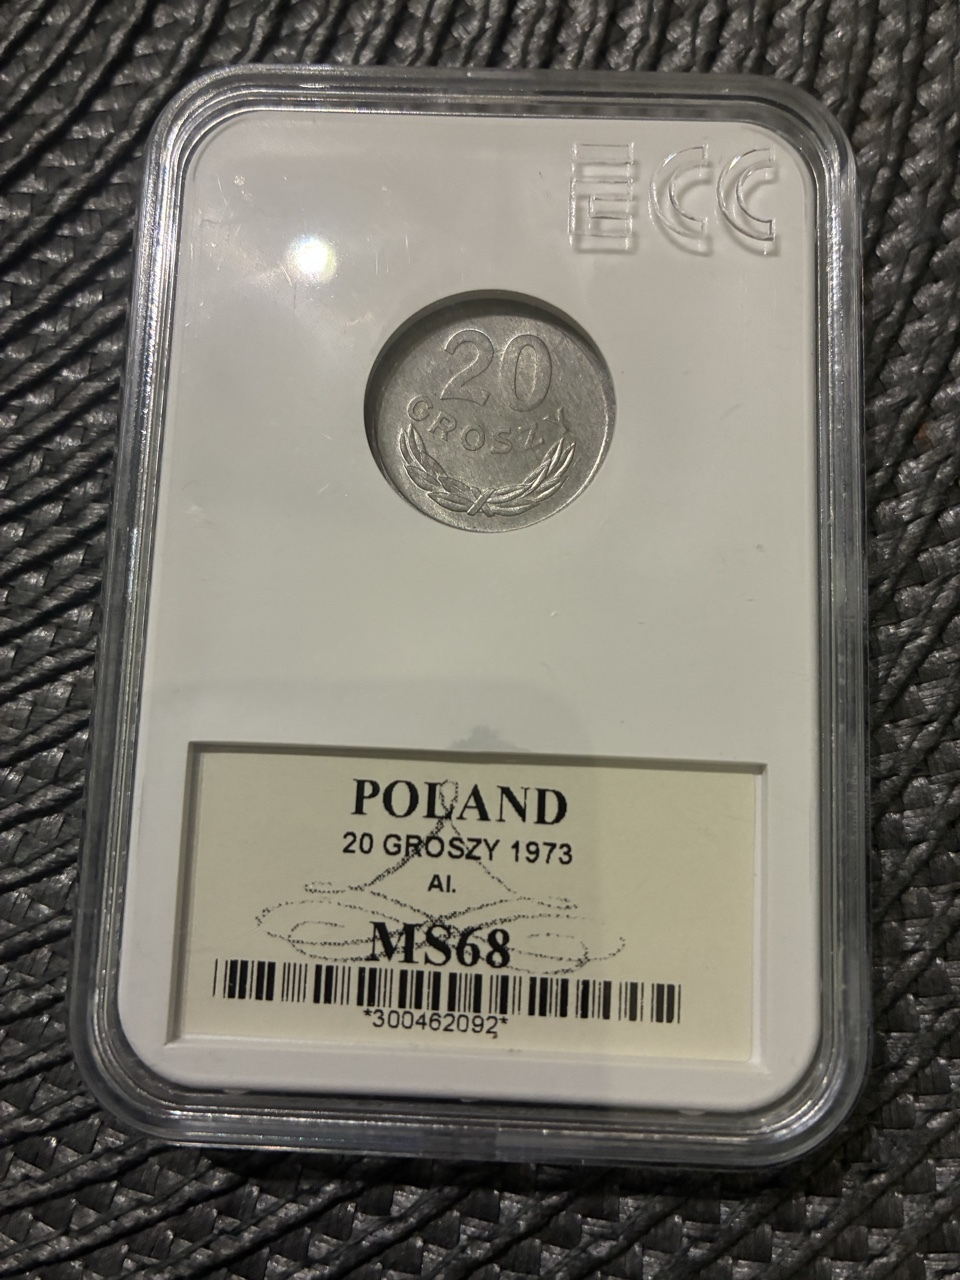 ECC
20
GROSZY
POLAND
20 GROSZY 1973
Al.
MS68
*300462092*